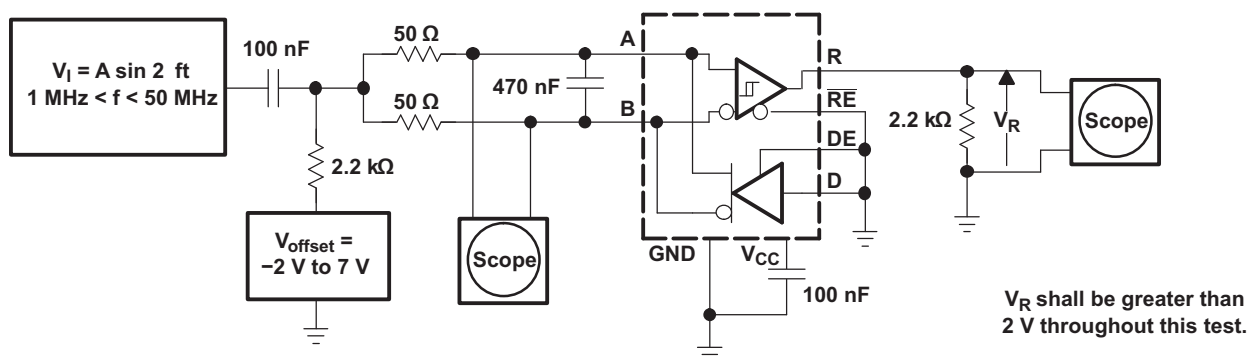 V_I = A sin 2 ft
1 MHz < f < 50 MHz
100 nF
50 Ω
50 Ω
2.2 kΩ
V_offset =
−2 V to 7 V
Scope
470 nF
A
B
GND
V_CC
100 nF
R
R̅E̅
DE
D
2.2 kΩ
V_R
Scope
V_R shall be greater than
2 V throughout this test.